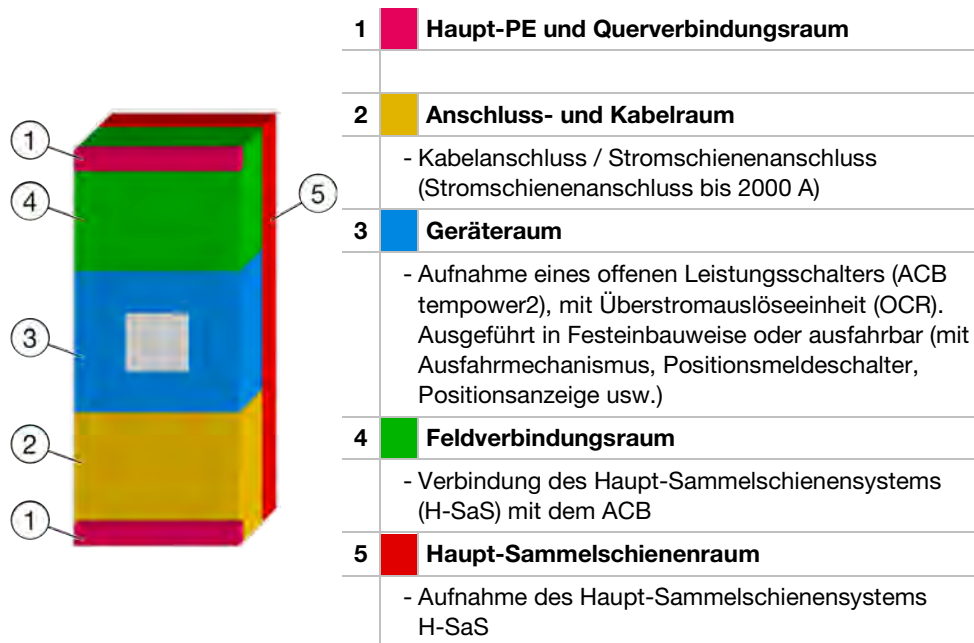 1
4
3
2
1
5
1 Haupt-PE und Querverbindungsraum
2 Anschluss- und Kabelraum
- Kabelanschluss / Stromschienenanschluss
(Stromschienenanschluss bis 2000 A)
3 Geräteraum
- Aufnahme eines offenen Leistungsschalters (ACB
tempower2), mit Überstromauslöseeinheit (OCR).
Ausgeführt in Festeinbauweise oder ausfahrbar (mit
Ausfahrmechanismus, Positionsmeldeschalter,
Positionsanzeige usw.)
4 Feldverbindungsraum
- Verbindung des Haupt-Sammelschienensystems
(H-SaS) mit dem ACB
5 Haupt-Sammelschienenraum
- Aufnahme des Haupt-Sammelschienensystems
H-SaS